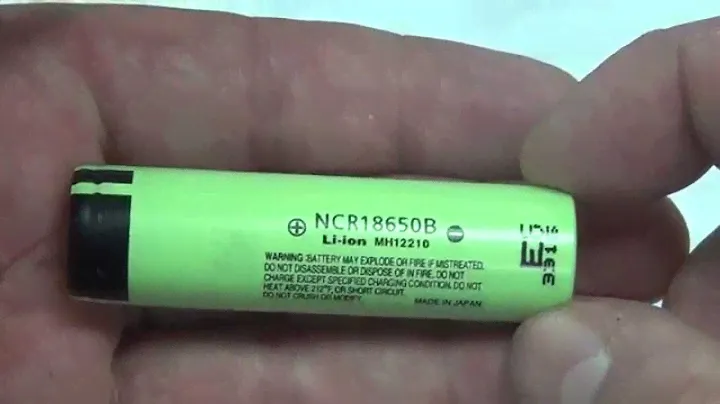 ⊕ NCR18650B ⊖
Li-ion MH12210
WARNING: BATTERY MAY EXPLODE OR FIRE IF MISTREATED.
DO NOT DISASSEMBLE OR DISPOSE OF IN FIRE. DO NOT
CHARGE EXCEPT SPECIFIED CHARGING CONDITION. DO NOT
HEAT ABOVE 212°F, OR SHORT CIRCUIT.
DO NOT CRUSH OR MODIFY.
MADE IN JAPAN
E
331